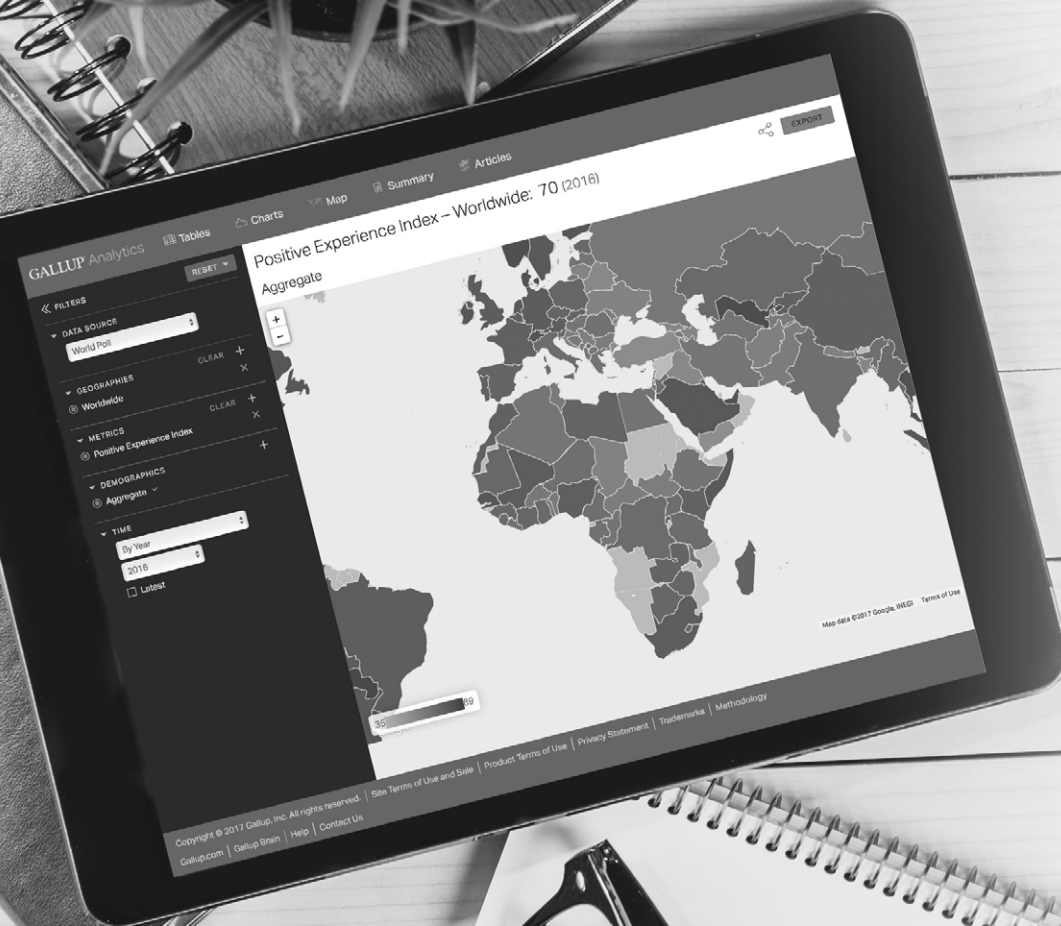 GALLUP Analytics
Tables
Charts
Map
Summary
Articles
Positive Experience Index – Worldwide: 70 (2016)
EXPORT
Aggregate
+
−
RESET
FILTERS
DATA SOURCE
World Poll
CLEAR
GEOGRAPHIES
Worldwide
CLEAR
METRICS
Positive Experience Index
DEMOGRAPHICS
Aggregate
TIME
By Year
2016
Latest
35 89
Map data ©2017 Google, INEGI Terms of Use
Copyright © 2017 Gallup, Inc. All rights reserved. | Site Terms of Use and Sale | Product Terms of Use | Privacy Statement | Trademarks | Methodology
Gallup.com | Gallup Brain | Help | Contact Us